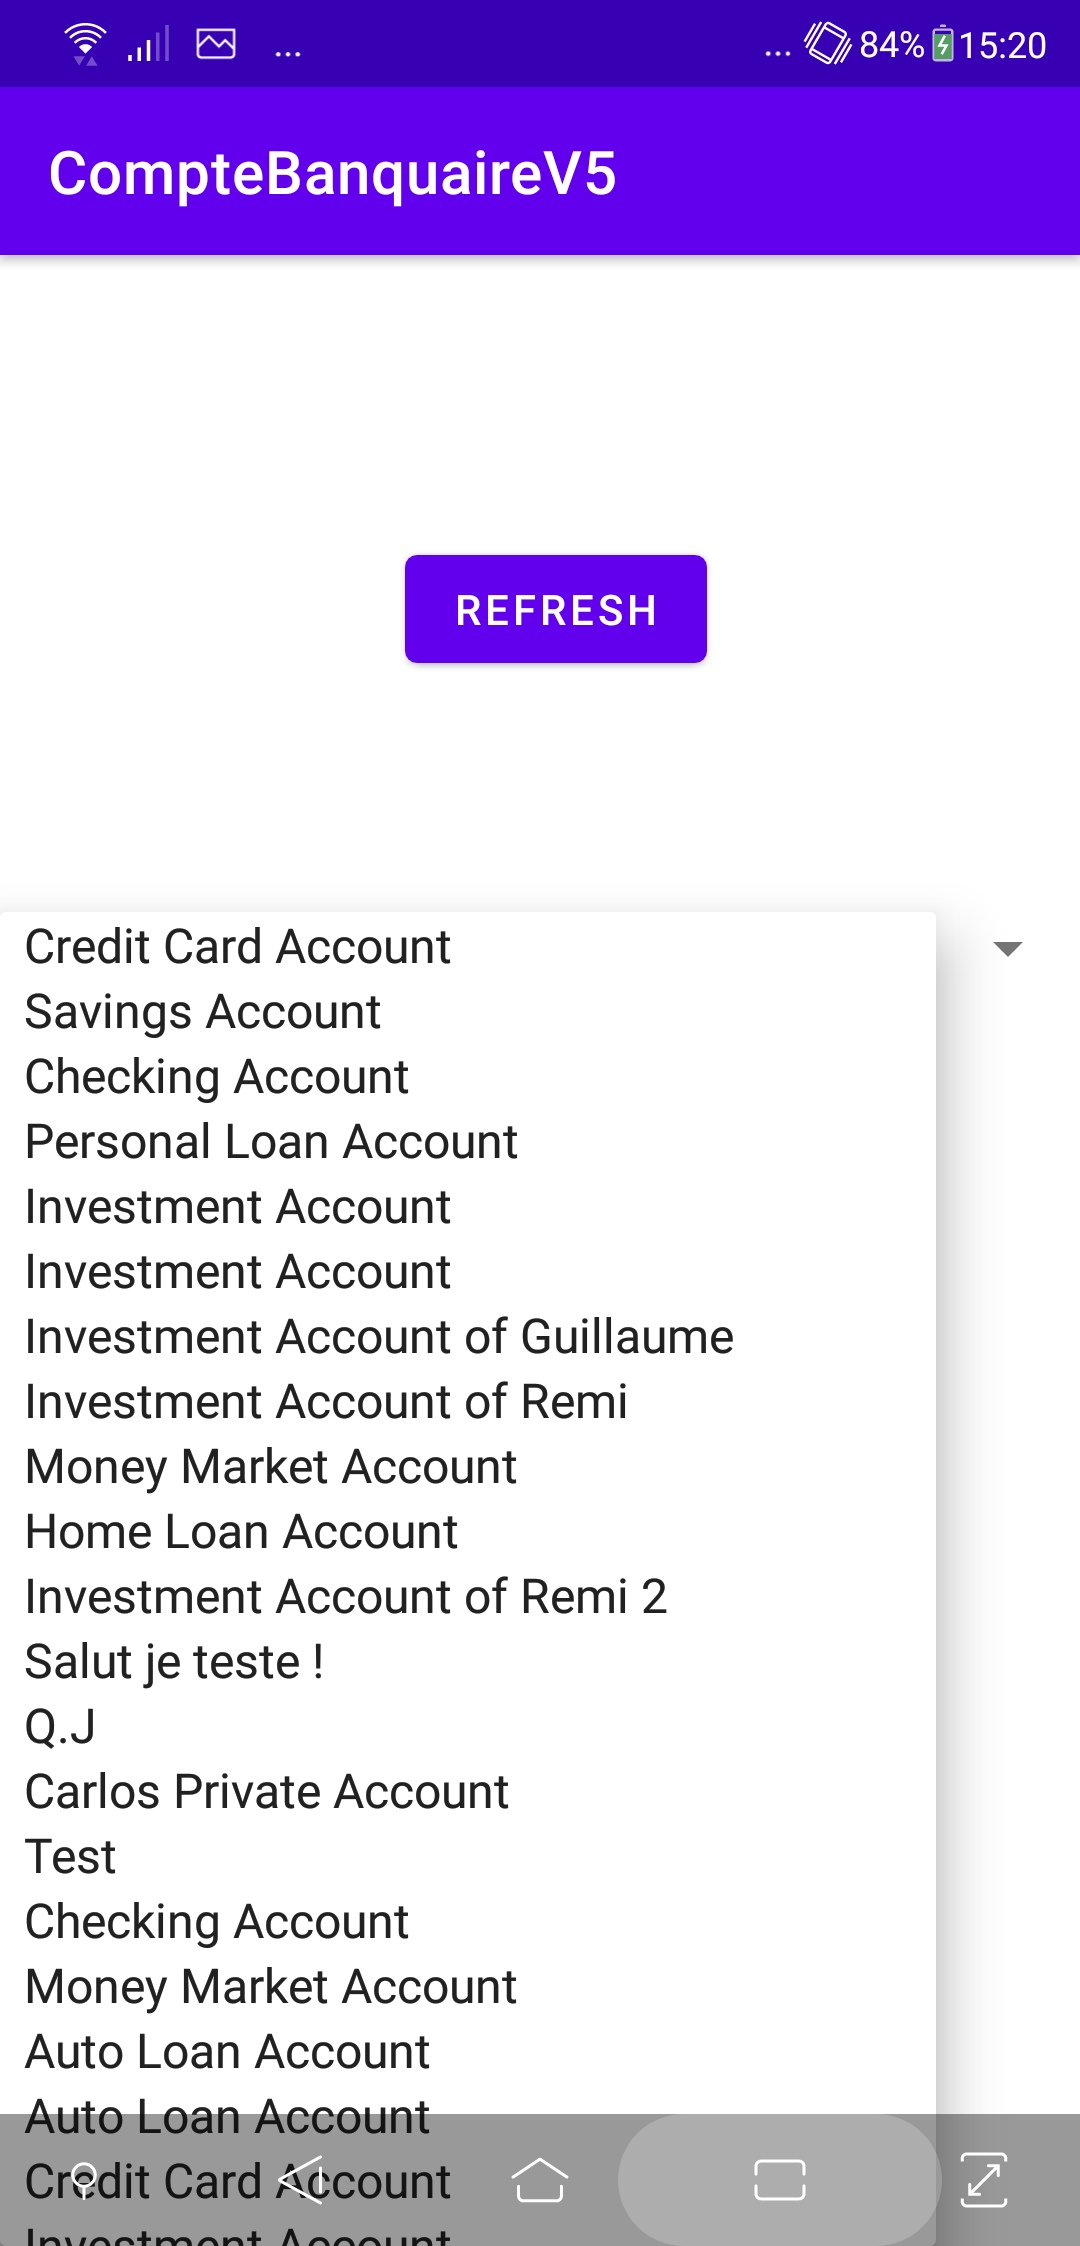 84% 15:20
CompteBanquaireV5
REFRESH
Credit Card Account
Savings Account
Checking Account
Personal Loan Account
Investment Account
Investment Account
Investment Account of Guillaume
Investment Account of Remi
Money Market Account
Home Loan Account
Investment Account of Remi 2
Salut je teste !
Q.J
Carlos Private Account
Test
Checking Account
Money Market Account
Auto Loan Account
Auto Loan Account
Credit Card Account
Investment Account